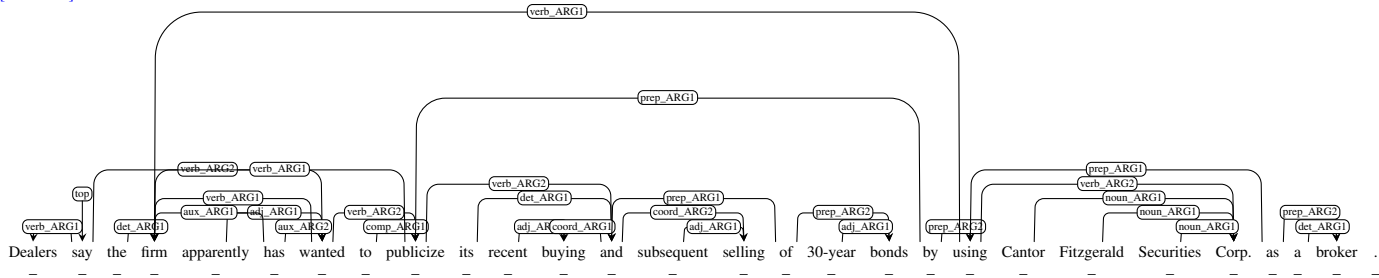 verb_ARG1
prep_ARG1
verb_ARG2 verb_ARG1 prep_ARG1
top verb_ARG2 verb_ARG2
verb_ARG1 det_ARG1 prep_ARG1 noun_ARG1
aux_ARG1 adj_ARG1 verb_ARG2 coord_ARG2 prep_ARG2 noun_ARG1 prep_ARG2
verb_ARG1 det_ARG1 aux_ARG2 comp_ARG1 coord_ARG1 adj_ARG1 adj_ARG1 prep_ARG2 noun_ARG1 det_ARG1
Dealers say the firm apparently has wanted to publicize its recent buying and subsequent selling of 30-year bonds by using Cantor Fitzgerald Securities Corp. as a broker .